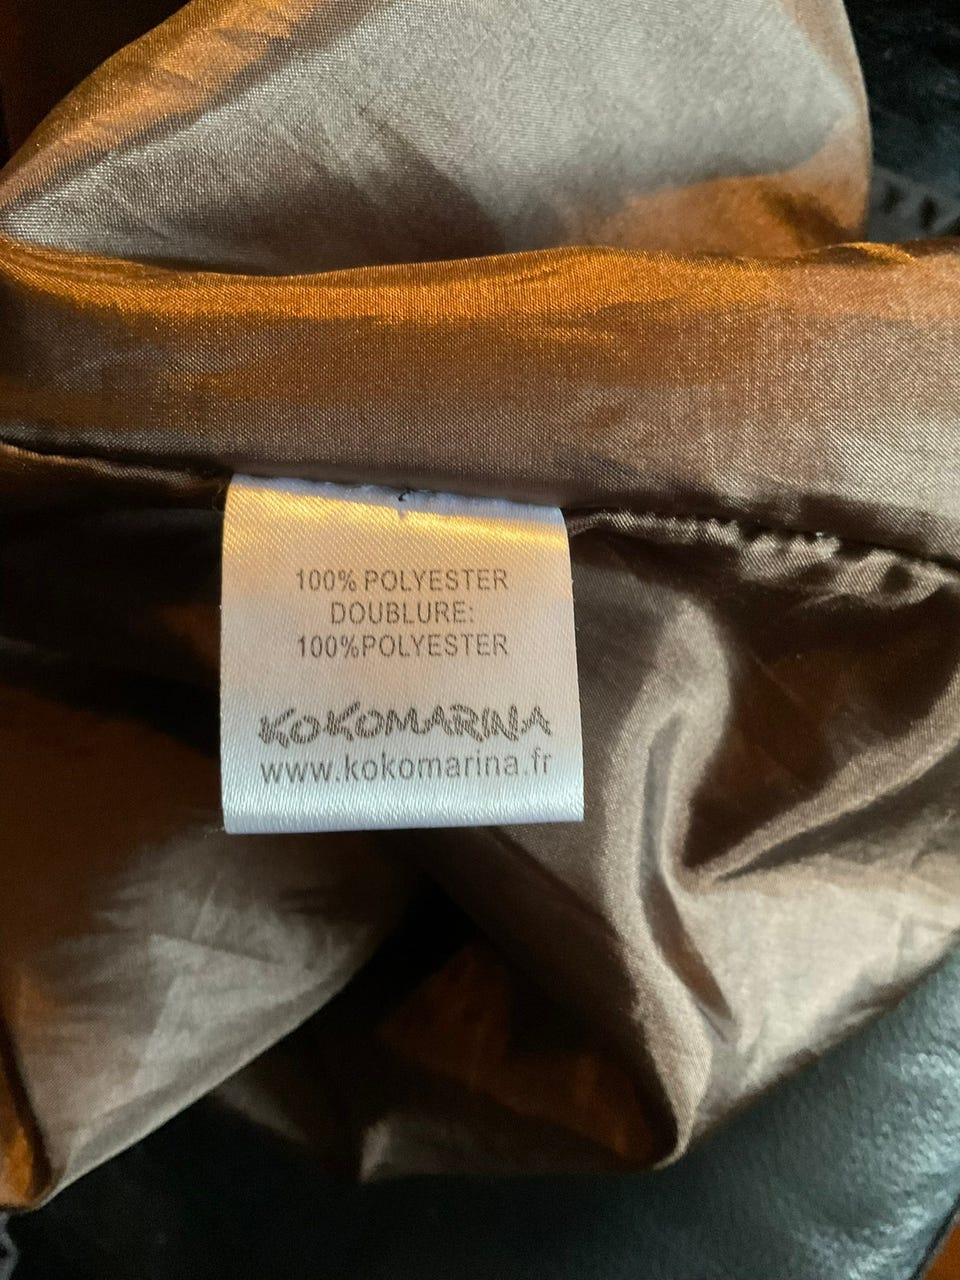 100% POLYESTER
DOUBLURE:
100%POLYESTER
KOKOMARINA
www.kokomarina.fr